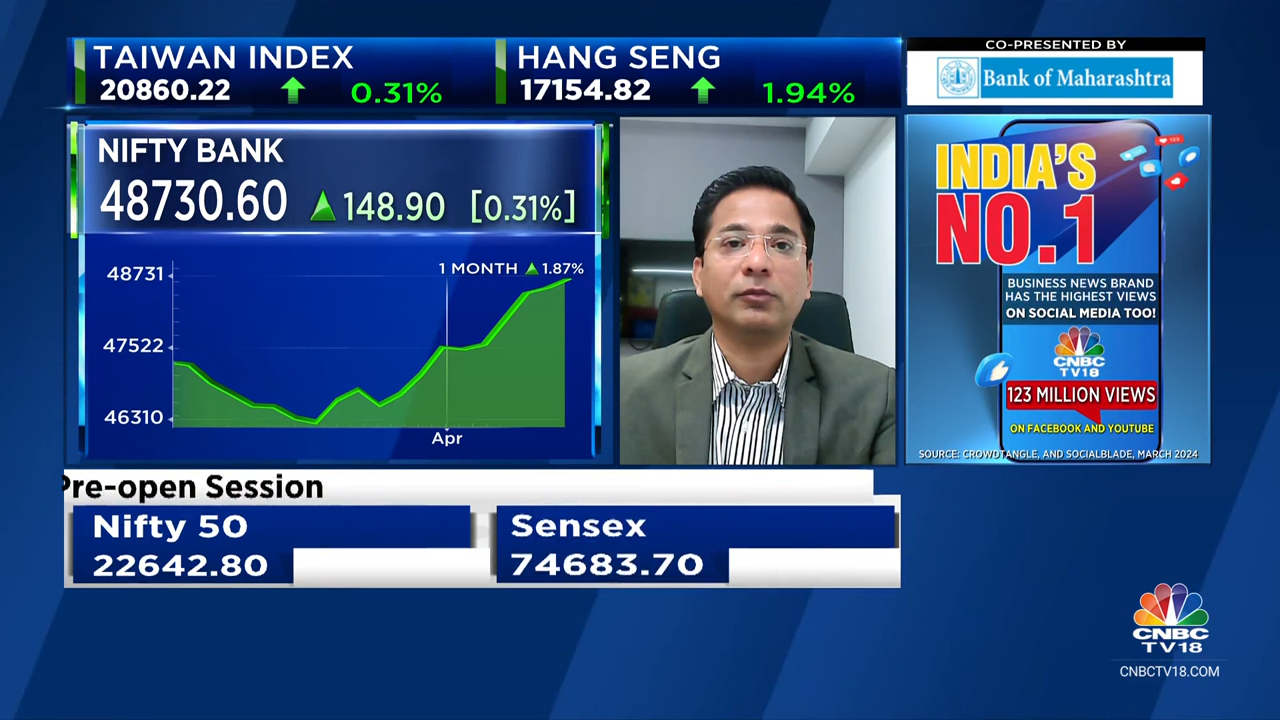 TAIWAN INDEX
20860.22 0.31%
HANG SENG
17154.82 1.94%
CO-PRESENTED BY
Bank of Maharashtra
NIFTY BANK
48730.60 ▲ 148.90 [0.31%]
1 MONTH ▲ 1.87%
48731
47522
46310
Apr
INDIA'S
NO.1
BUSINESS NEWS BRAND
HAS THE HIGHEST VIEWS
ON SOCIAL MEDIA TOO!
CNBC
TV18
123 MILLION VIEWS
ON FACEBOOK AND YOUTUBE
SOURCE: CROWDTANGLE, AND SOCIALBLADE, MARCH 2024
Pre-open Session
Nifty 50
22642.80
Sensex
74683.70
CNBC
TV18
CNBCTV18.COM